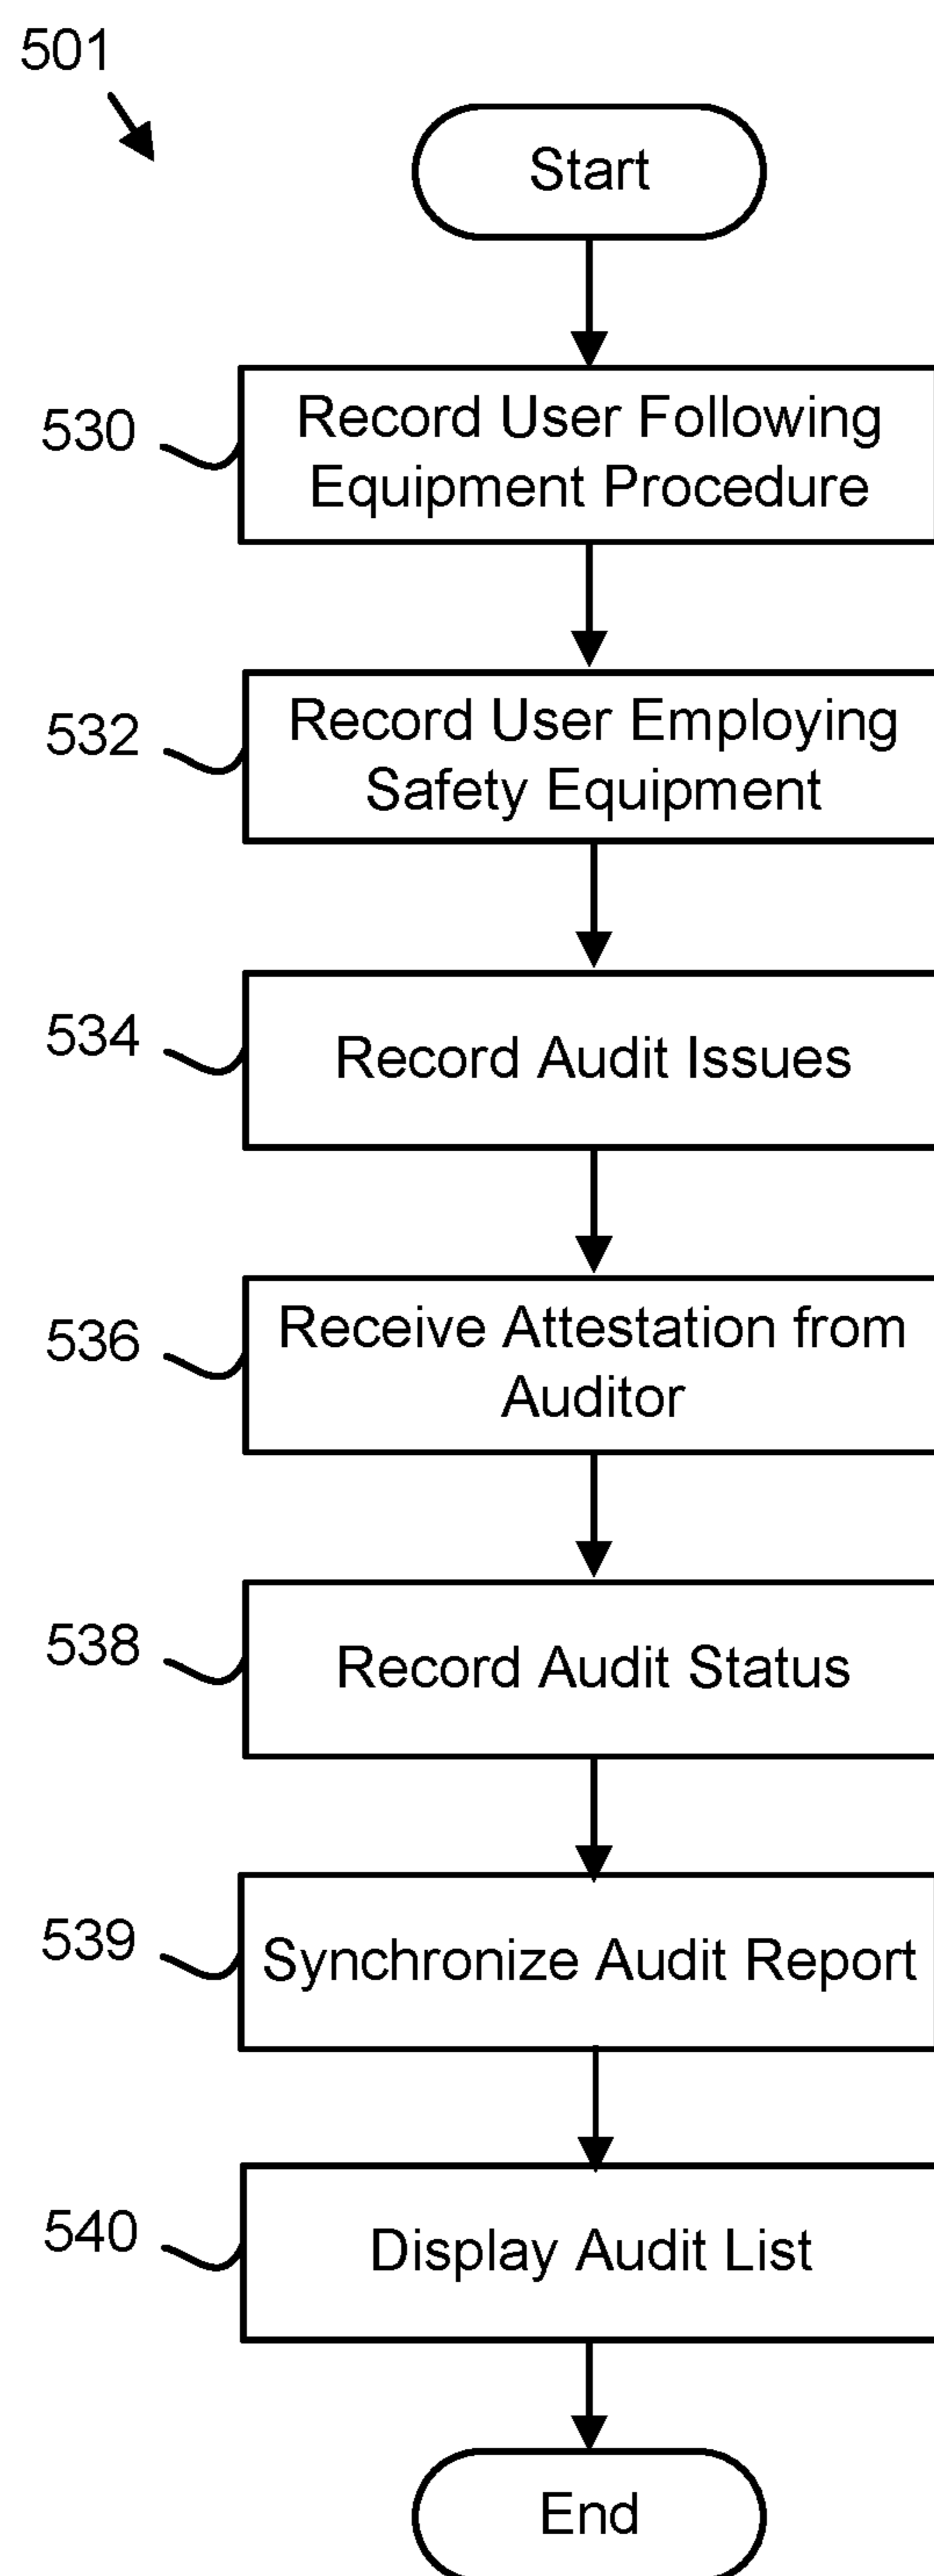 501
Start
530
Record User Following
Equipment Procedure
532
Record User Employing
Safety Equipment
534
Record Audit Issues
536
Receive Attestation from
Auditor
538
Record Audit Status
539
Synchronize Audit Report
540
Display Audit List
End